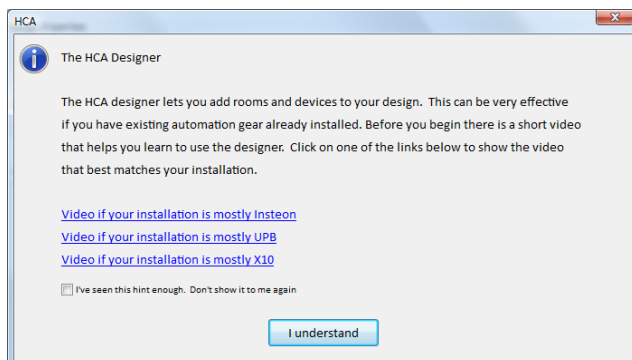 HCA
The HCA Designer
The HCA designer lets you add rooms and devices to your design.  This can be very effective
if you have existing automation gear already installed. Before you begin there is a short video
that helps you learn to use the designer.  Click on one of the links below to show the video
that best matches your installation.
Video if your installation is mostly Insteon
Video if your installation is mostly UPB
Video if your installation is mostly X10
I've seen this hint enough.  Don't show it to me again
I understand